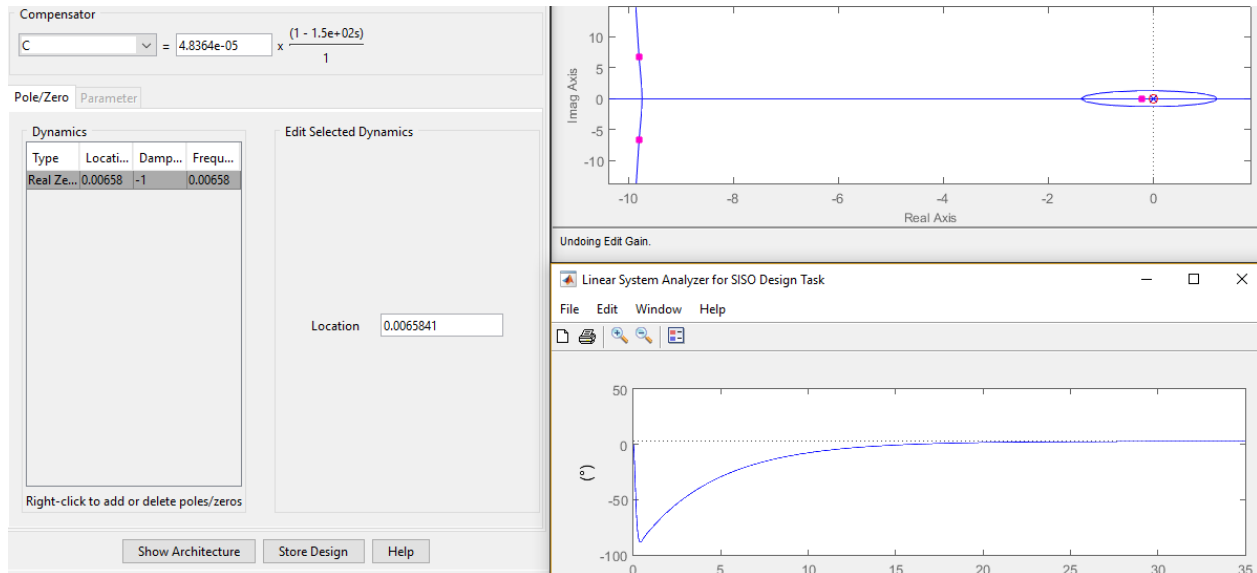 Compensator
C = 4.8364e-05 x (1 - 1.5e+02s)
1
Pole/Zero Parameter
Dynamics
Type Locati... Damp... Frequ...
Real Ze... 0.00658 -1 0.00658
Right-click to add or delete poles/zeros
Edit Selected Dynamics
Location 0.0065841
Show Architecture Store Design Help
Imag Axis
10
5
0
-5
-10
-10 -8 -6 -4 -2 0
Real Axis
Undoing Edit Gain.
Linear System Analyzer for SISO Design Task
File Edit Window Help
50
0
-50
-100
(°)
0 5 10 15 20 25 30 35